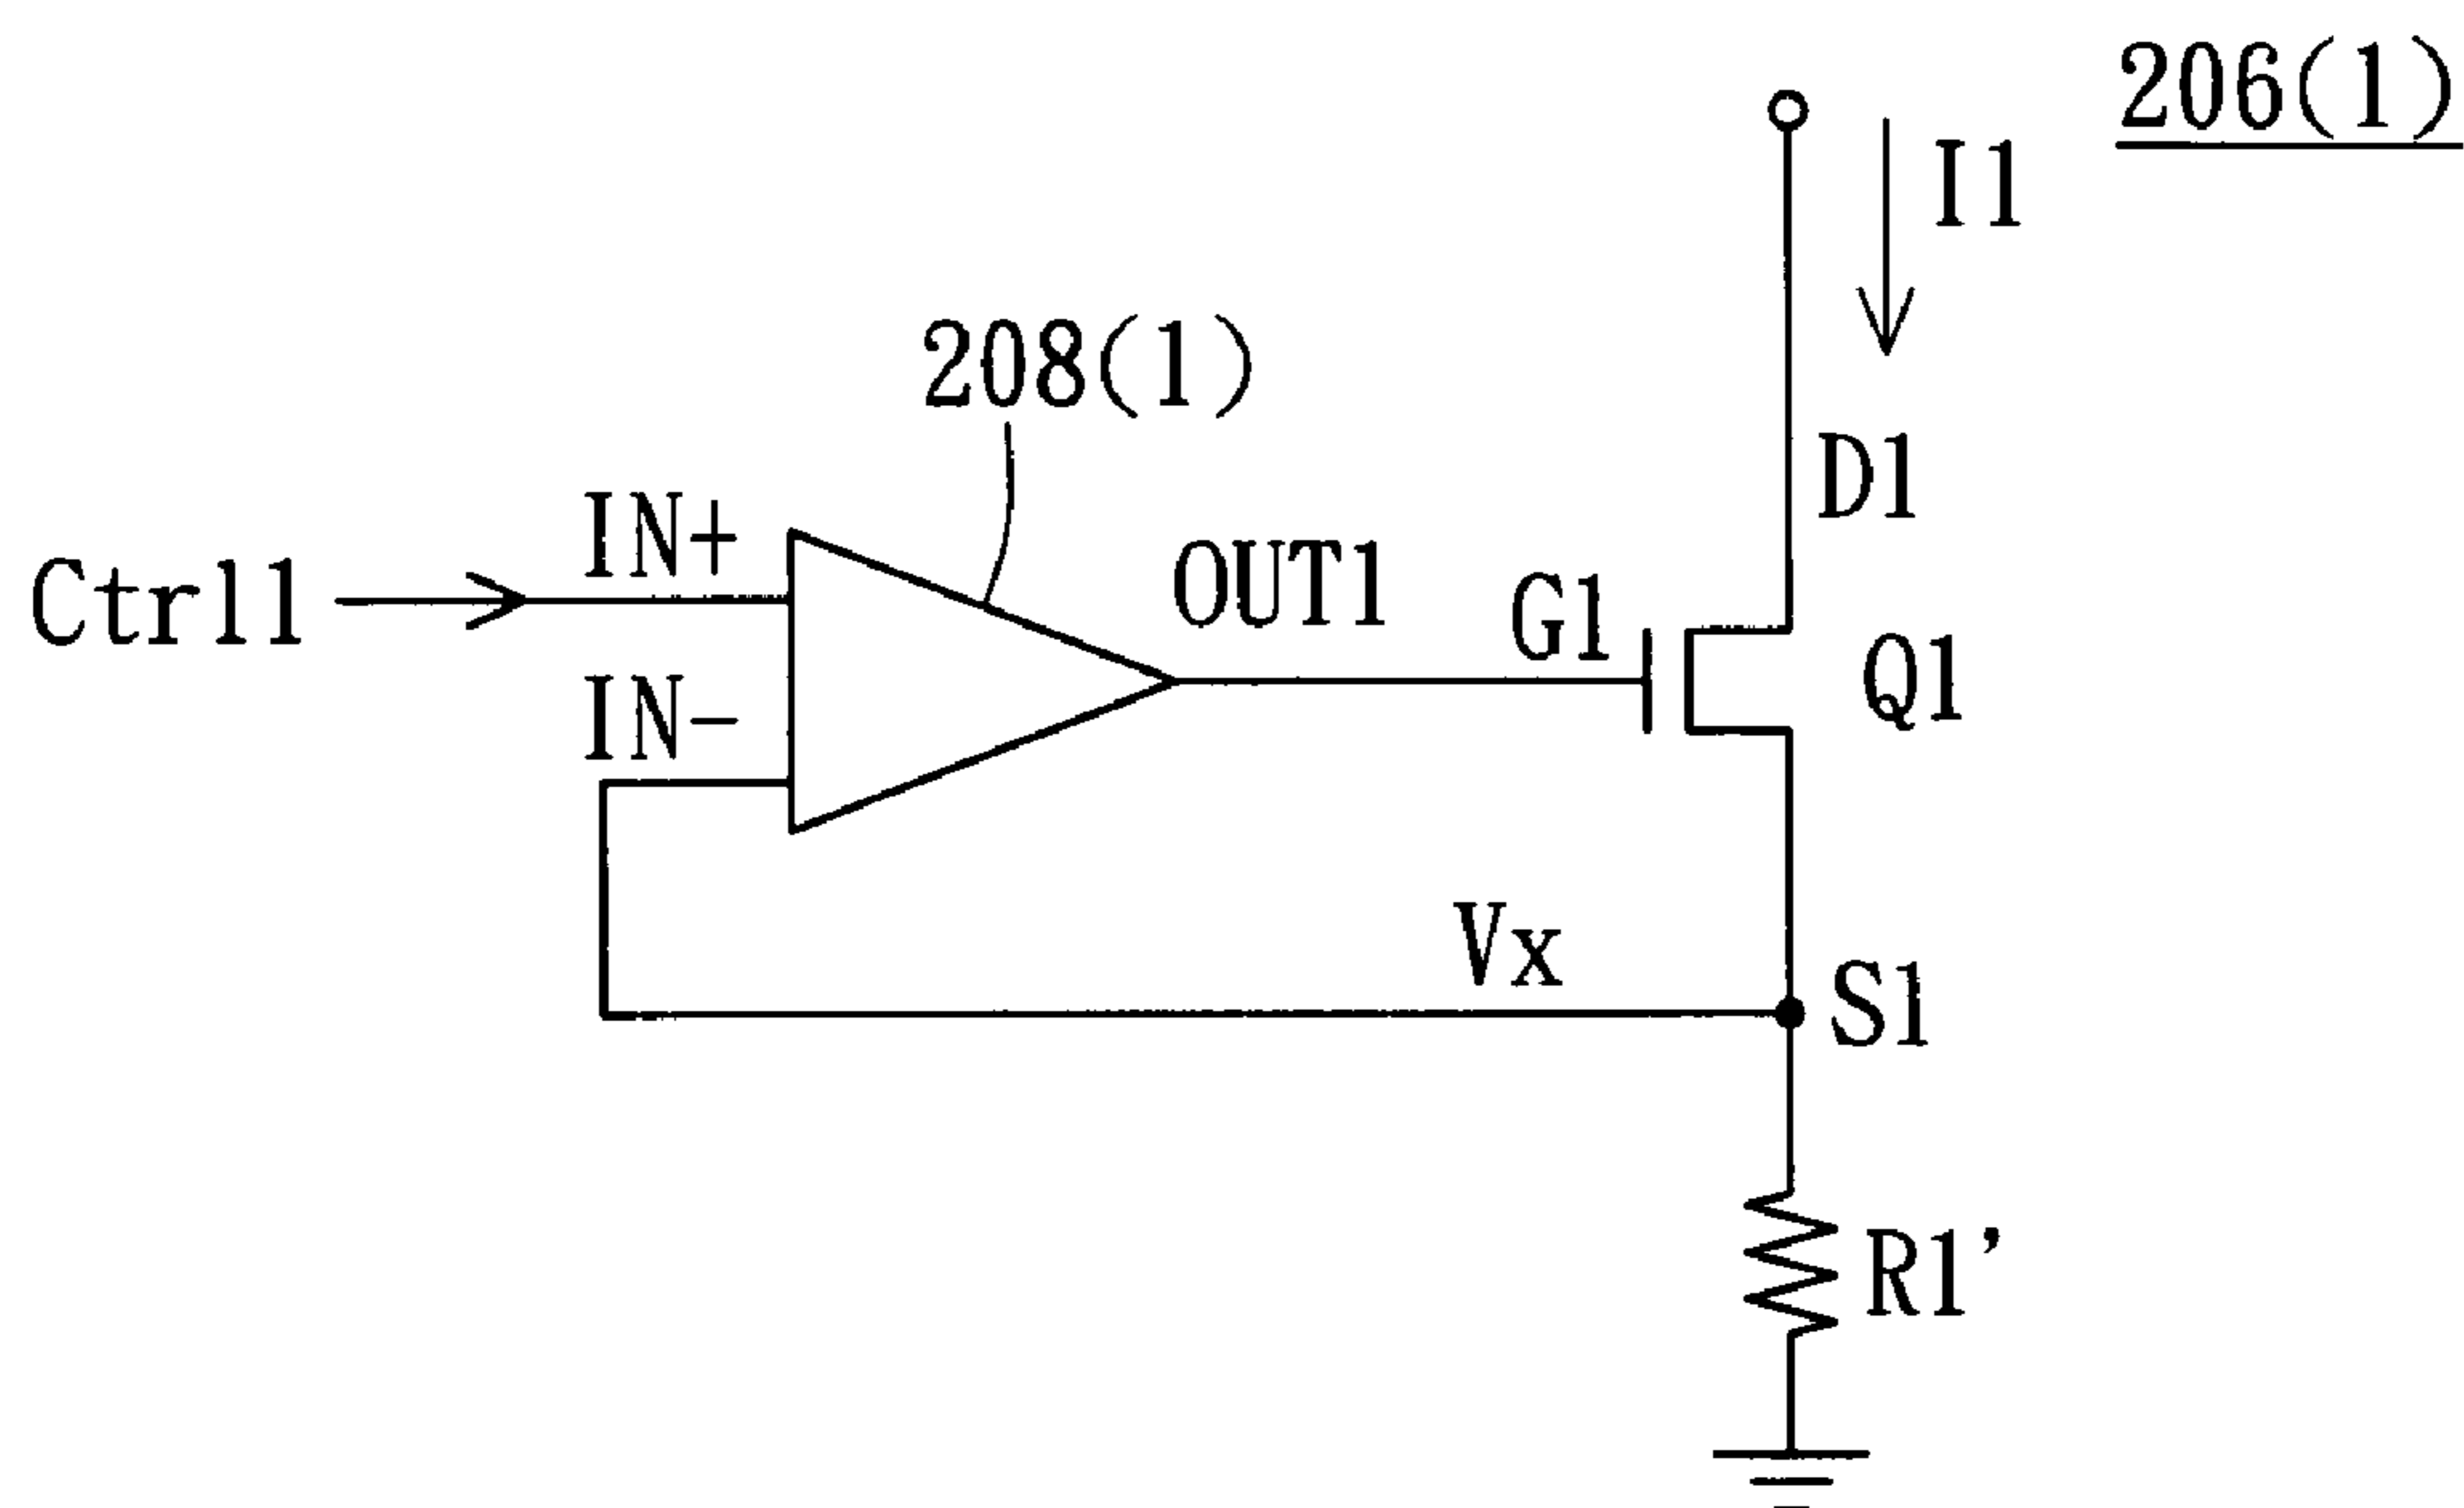 206(1)
I1
208(1)
D1
IN+
OUT1
G1
Ctrl1
Q1
IN-
Vx
S1
R1'